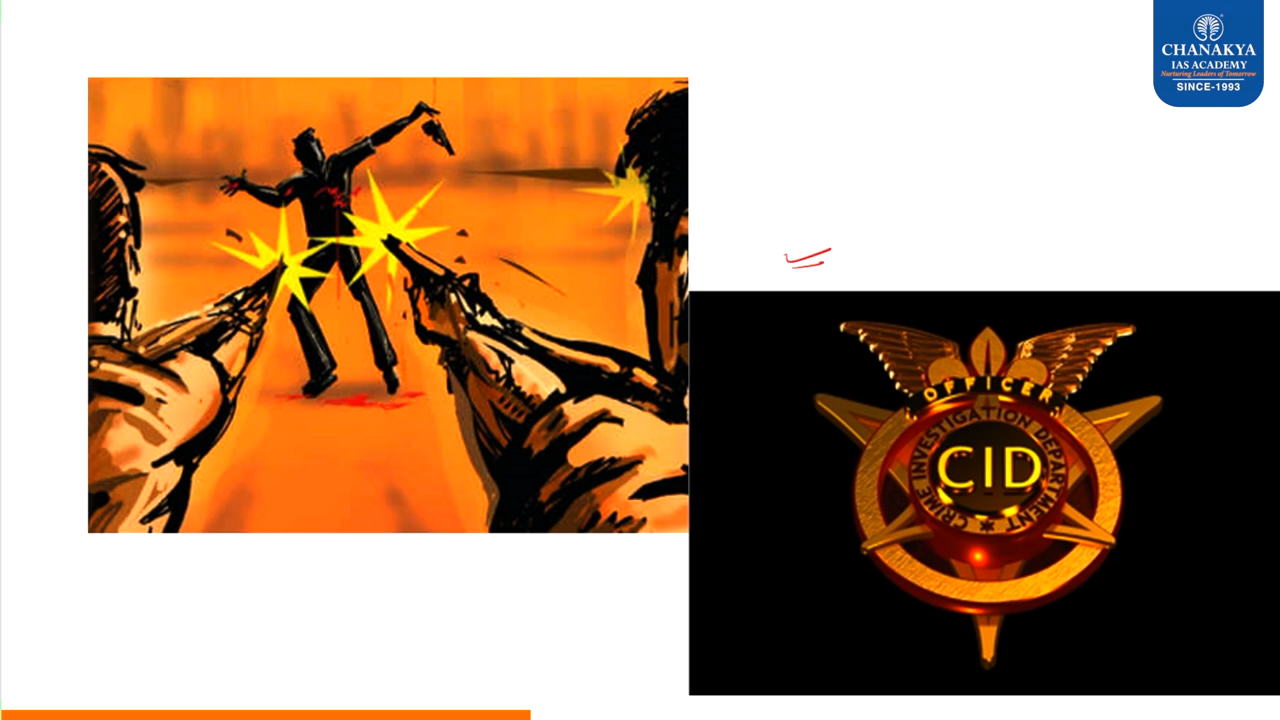 CHANAKYA
IAS ACADEMY
Nurturing Leaders of Tomorrow
SINCE-1993
OFFICER
CRIME INVESTIGATION DEPARTMENT *
CID